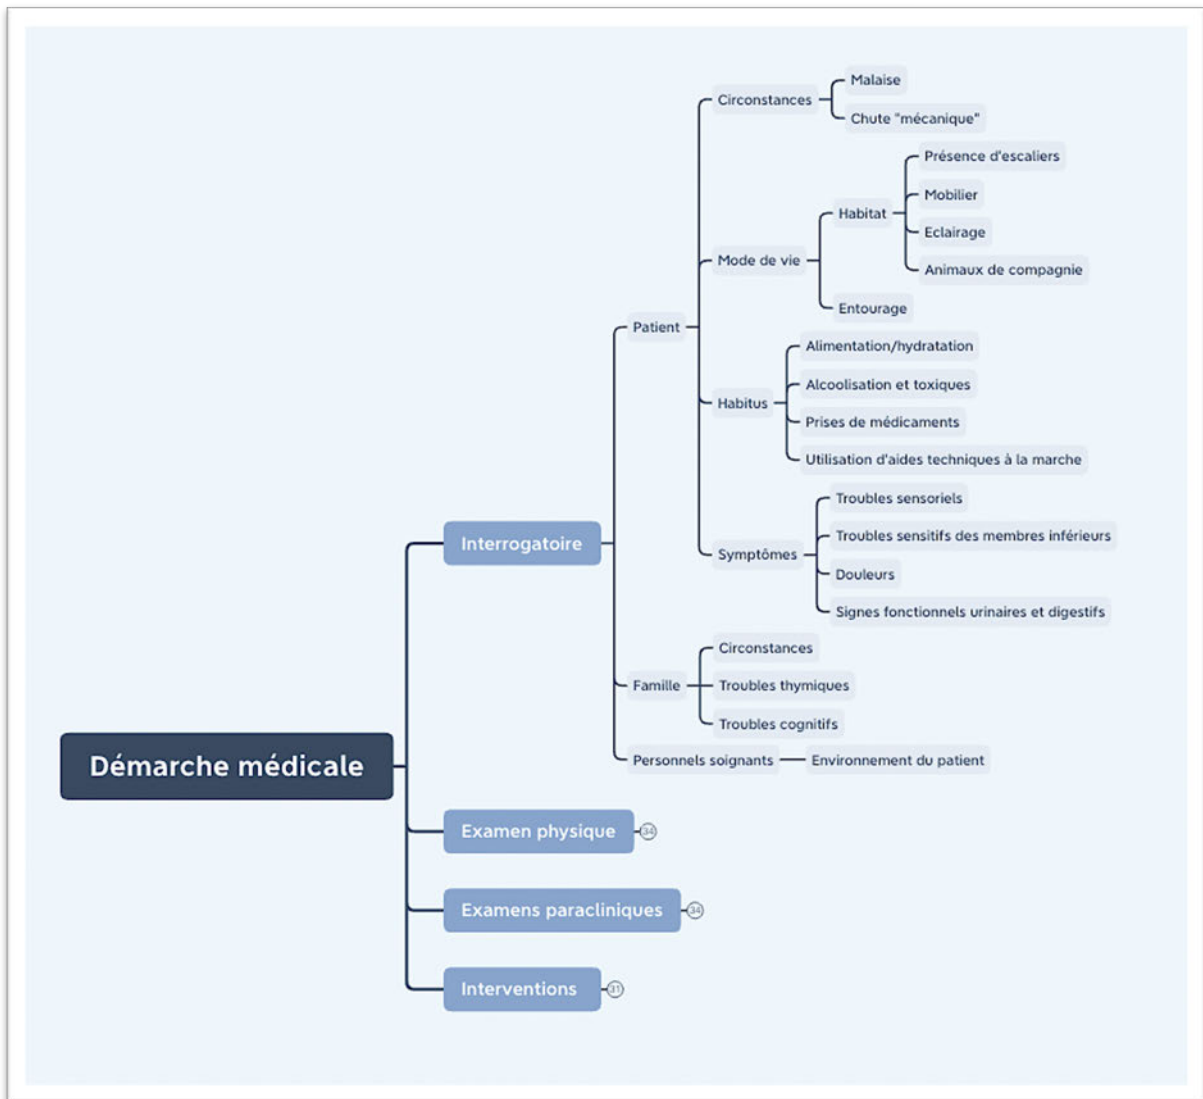 Démarche médicale
Interrogatoire
Patient
Circonstances
Malaise
Chute "mécanique"
Mode de vie
Habitat
Présence d'escaliers
Mobilier
Eclairage
Animaux de compagnie
Entourage
Habitus
Alimentation/hydratation
Alcoolisation et toxiques
Prises de médicaments
Utilisation d'aides techniques à la marche
Symptômes
Troubles sensoriels
Troubles sensitifs des membres inférieurs
Douleurs
Signes fonctionnels urinaires et digestifs
Famille
Circonstances
Troubles thymiques
Troubles cognitifs
Personnels soignants
Environnement du patient
Examen physique
34
Examens paracliniques
34
Interventions
31